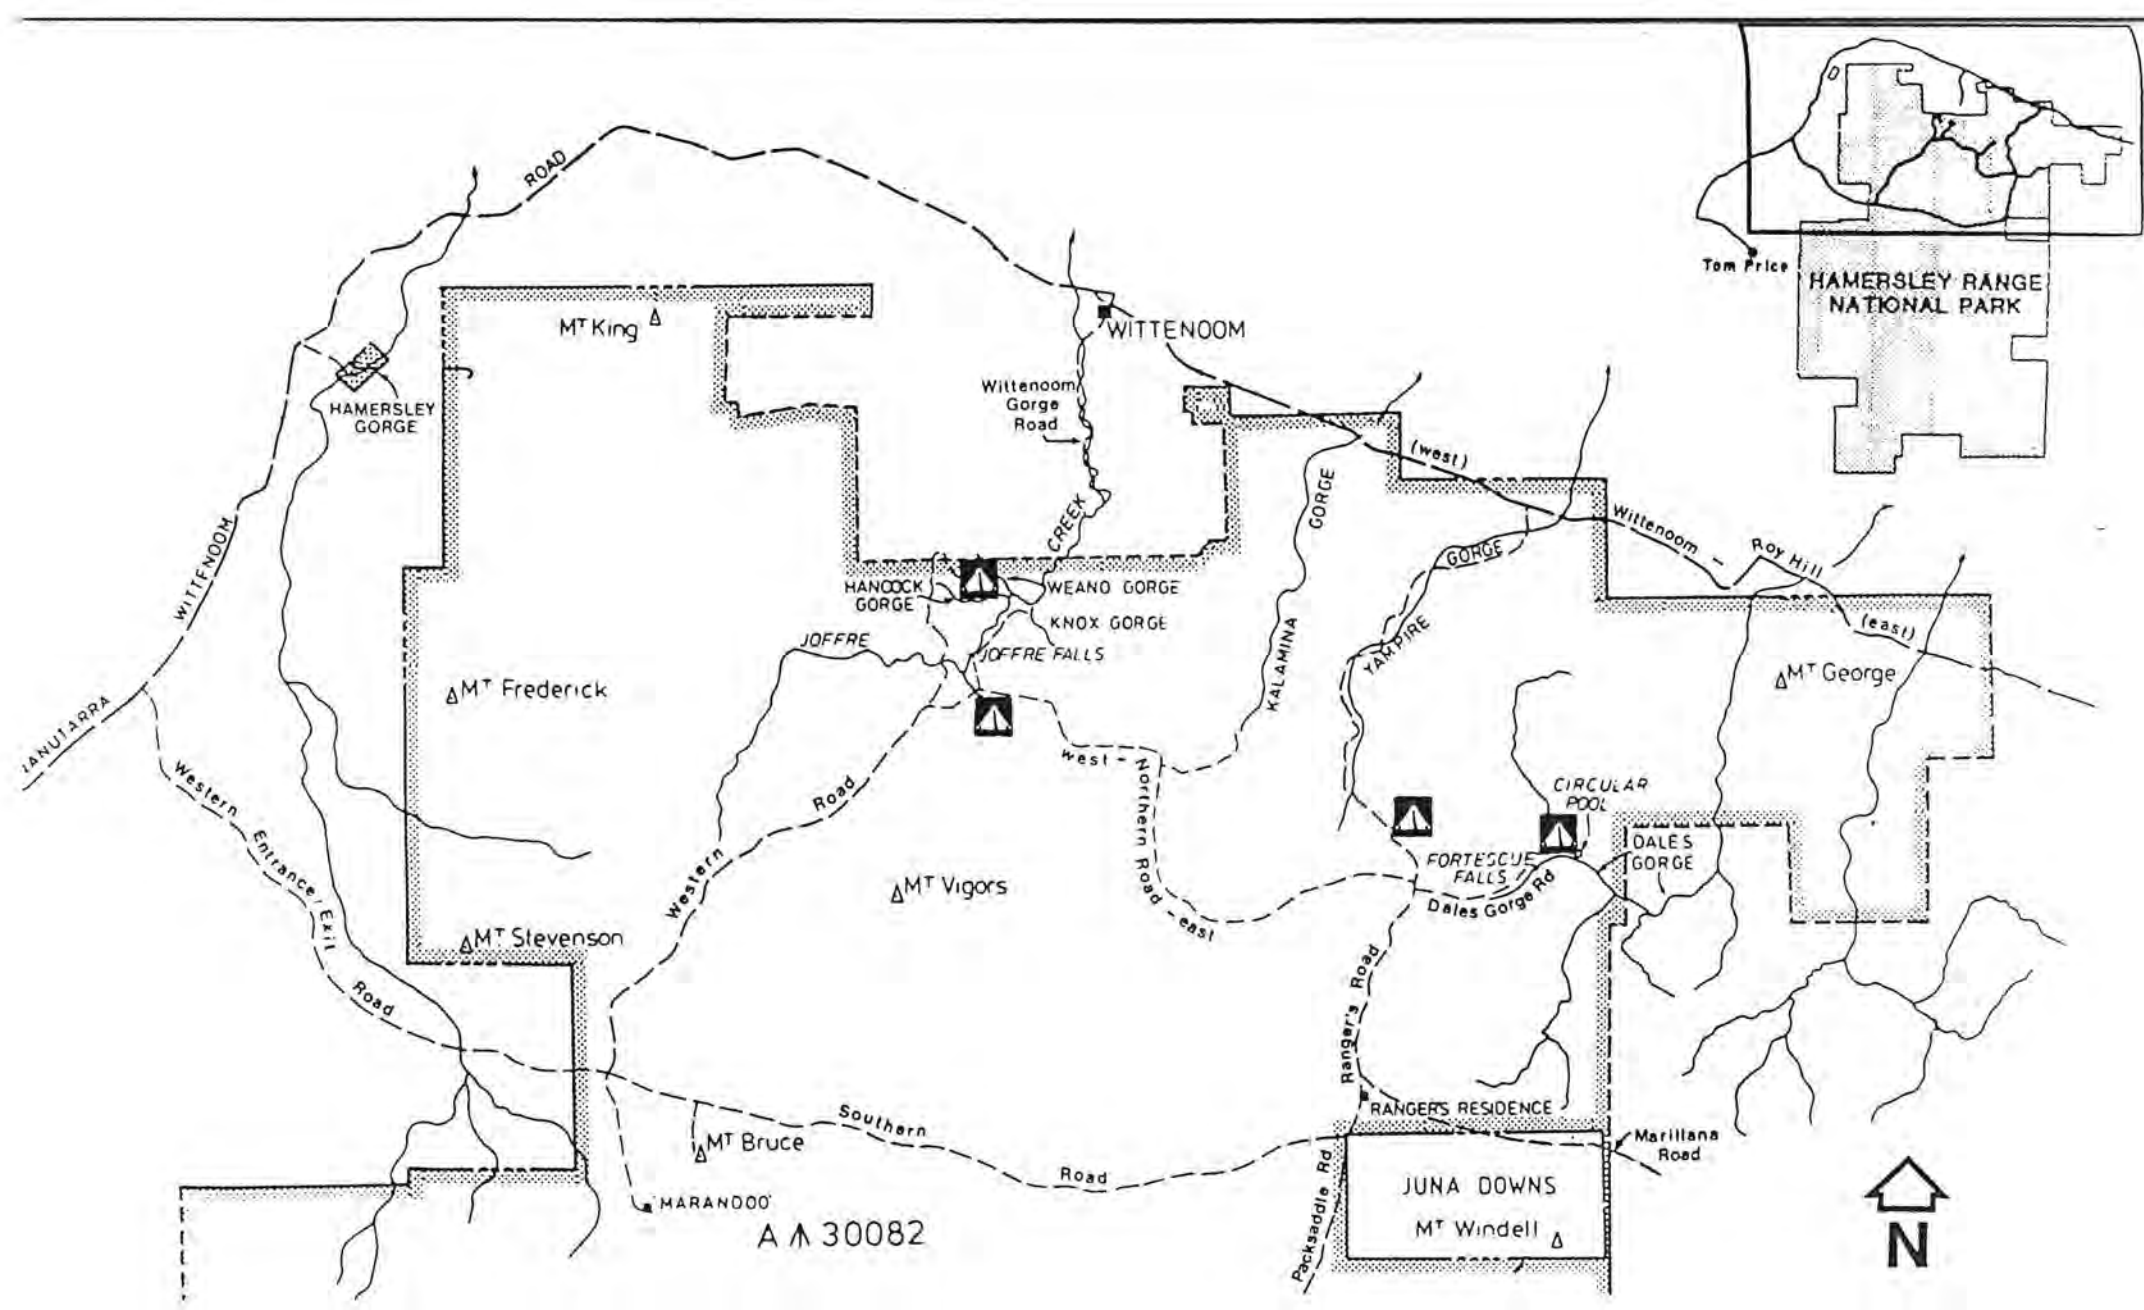 ROAD
Tom Price
HAMERSLEY RANGE
NATIONAL PARK
MT King
WITTENOOM
Wittenoom
Gorge
Road
HAMERSLEY
GORGE
(west)
GORGE
CREEK
WITTENOOM
Wittenoom -
Roy Hill
(east)
GORGE
HANCOCK
GORGE
WEANO GORGE
KNOX GORGE
JOFFRE
JOFFRE FALLS
YAMPIRE
KALAMINA
MT Frederick
MT George
Western
Entrance/Exit
Road
west -
Northern
Road - east
Road
Western
CIRCULAR
POOL
DALES
GORGE
FORTESCUE
FALLS
Dales Gorge Rd
MT Vigors
MT Stevenson
Ranger's Road
RANGER'S RESIDENCE
Southern
Road
MT Bruce
Marillana
Road
MARANDOO
JUNA DOWNS
MT Windell
Packsaddle Rd
30082
N